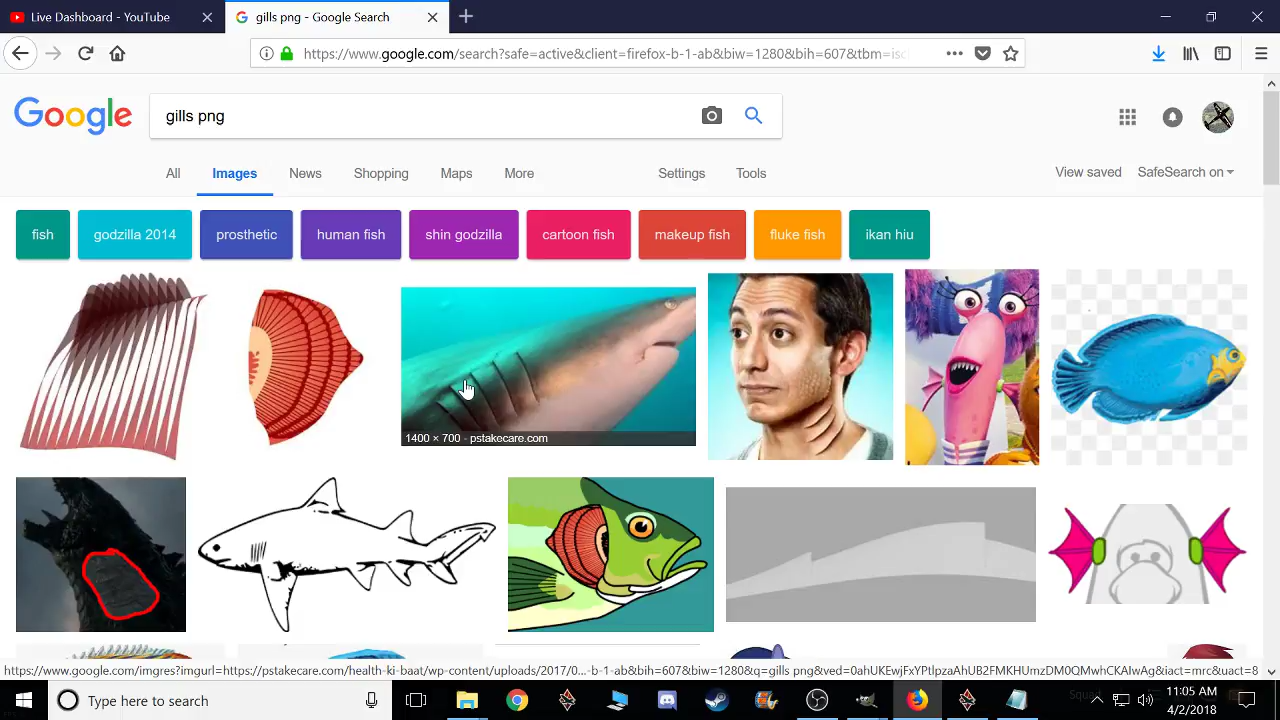 Live Dashboard - YouTube
gills png - Google Search
https://www.google.com/search?safe=active&client=firefox-b-1-ab&biw=1280&bih=607&tbm=isc
Google
gills png
All
Images
News
Shopping
Maps
More
Settings
Tools
View saved
SafeSearch on
fish
godzilla 2014
prosthetic
human fish
shin godzilla
cartoon fish
makeup fish
fluke fish
ikan hiu
1400 × 700 - pstakecare.com
https://www.google.com/imgres?imgurl=https://pstakecare.com/health-ki-baat/wp-content/uploads/2017/0...-b-1-ab&bih=607&biw=1280&q=gills png&ved=0ahUKEwjFxYPtlpzaAhUB2FMKHUmzDM0QMwhCKAIwAg&iact=mrc&uact=8
Type here to search
Squad
11:05 AM
4/2/2018